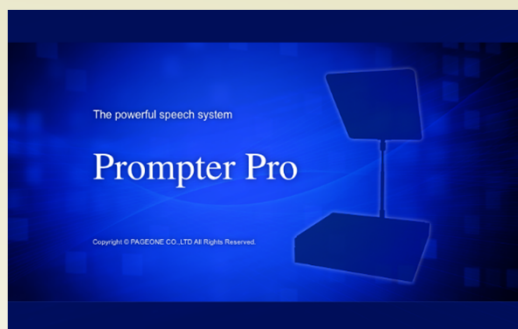 The powerful speech system
Prompter Pro
Copyright © PAGEONE CO.,LTD All Rights Reserved.